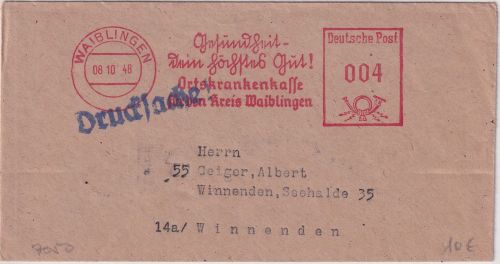 WAIBLINGEN
08 10 48
Gesundheit-
dein höchstes Gut!
Ortskrankenkasse
für den Kreis Waiblingen
Deutsche Post
004
Drucksache!
Herrn
55 Geiger, Albert
Winnenden, Seehalde 35
14a/ Winnenden
7050
10€